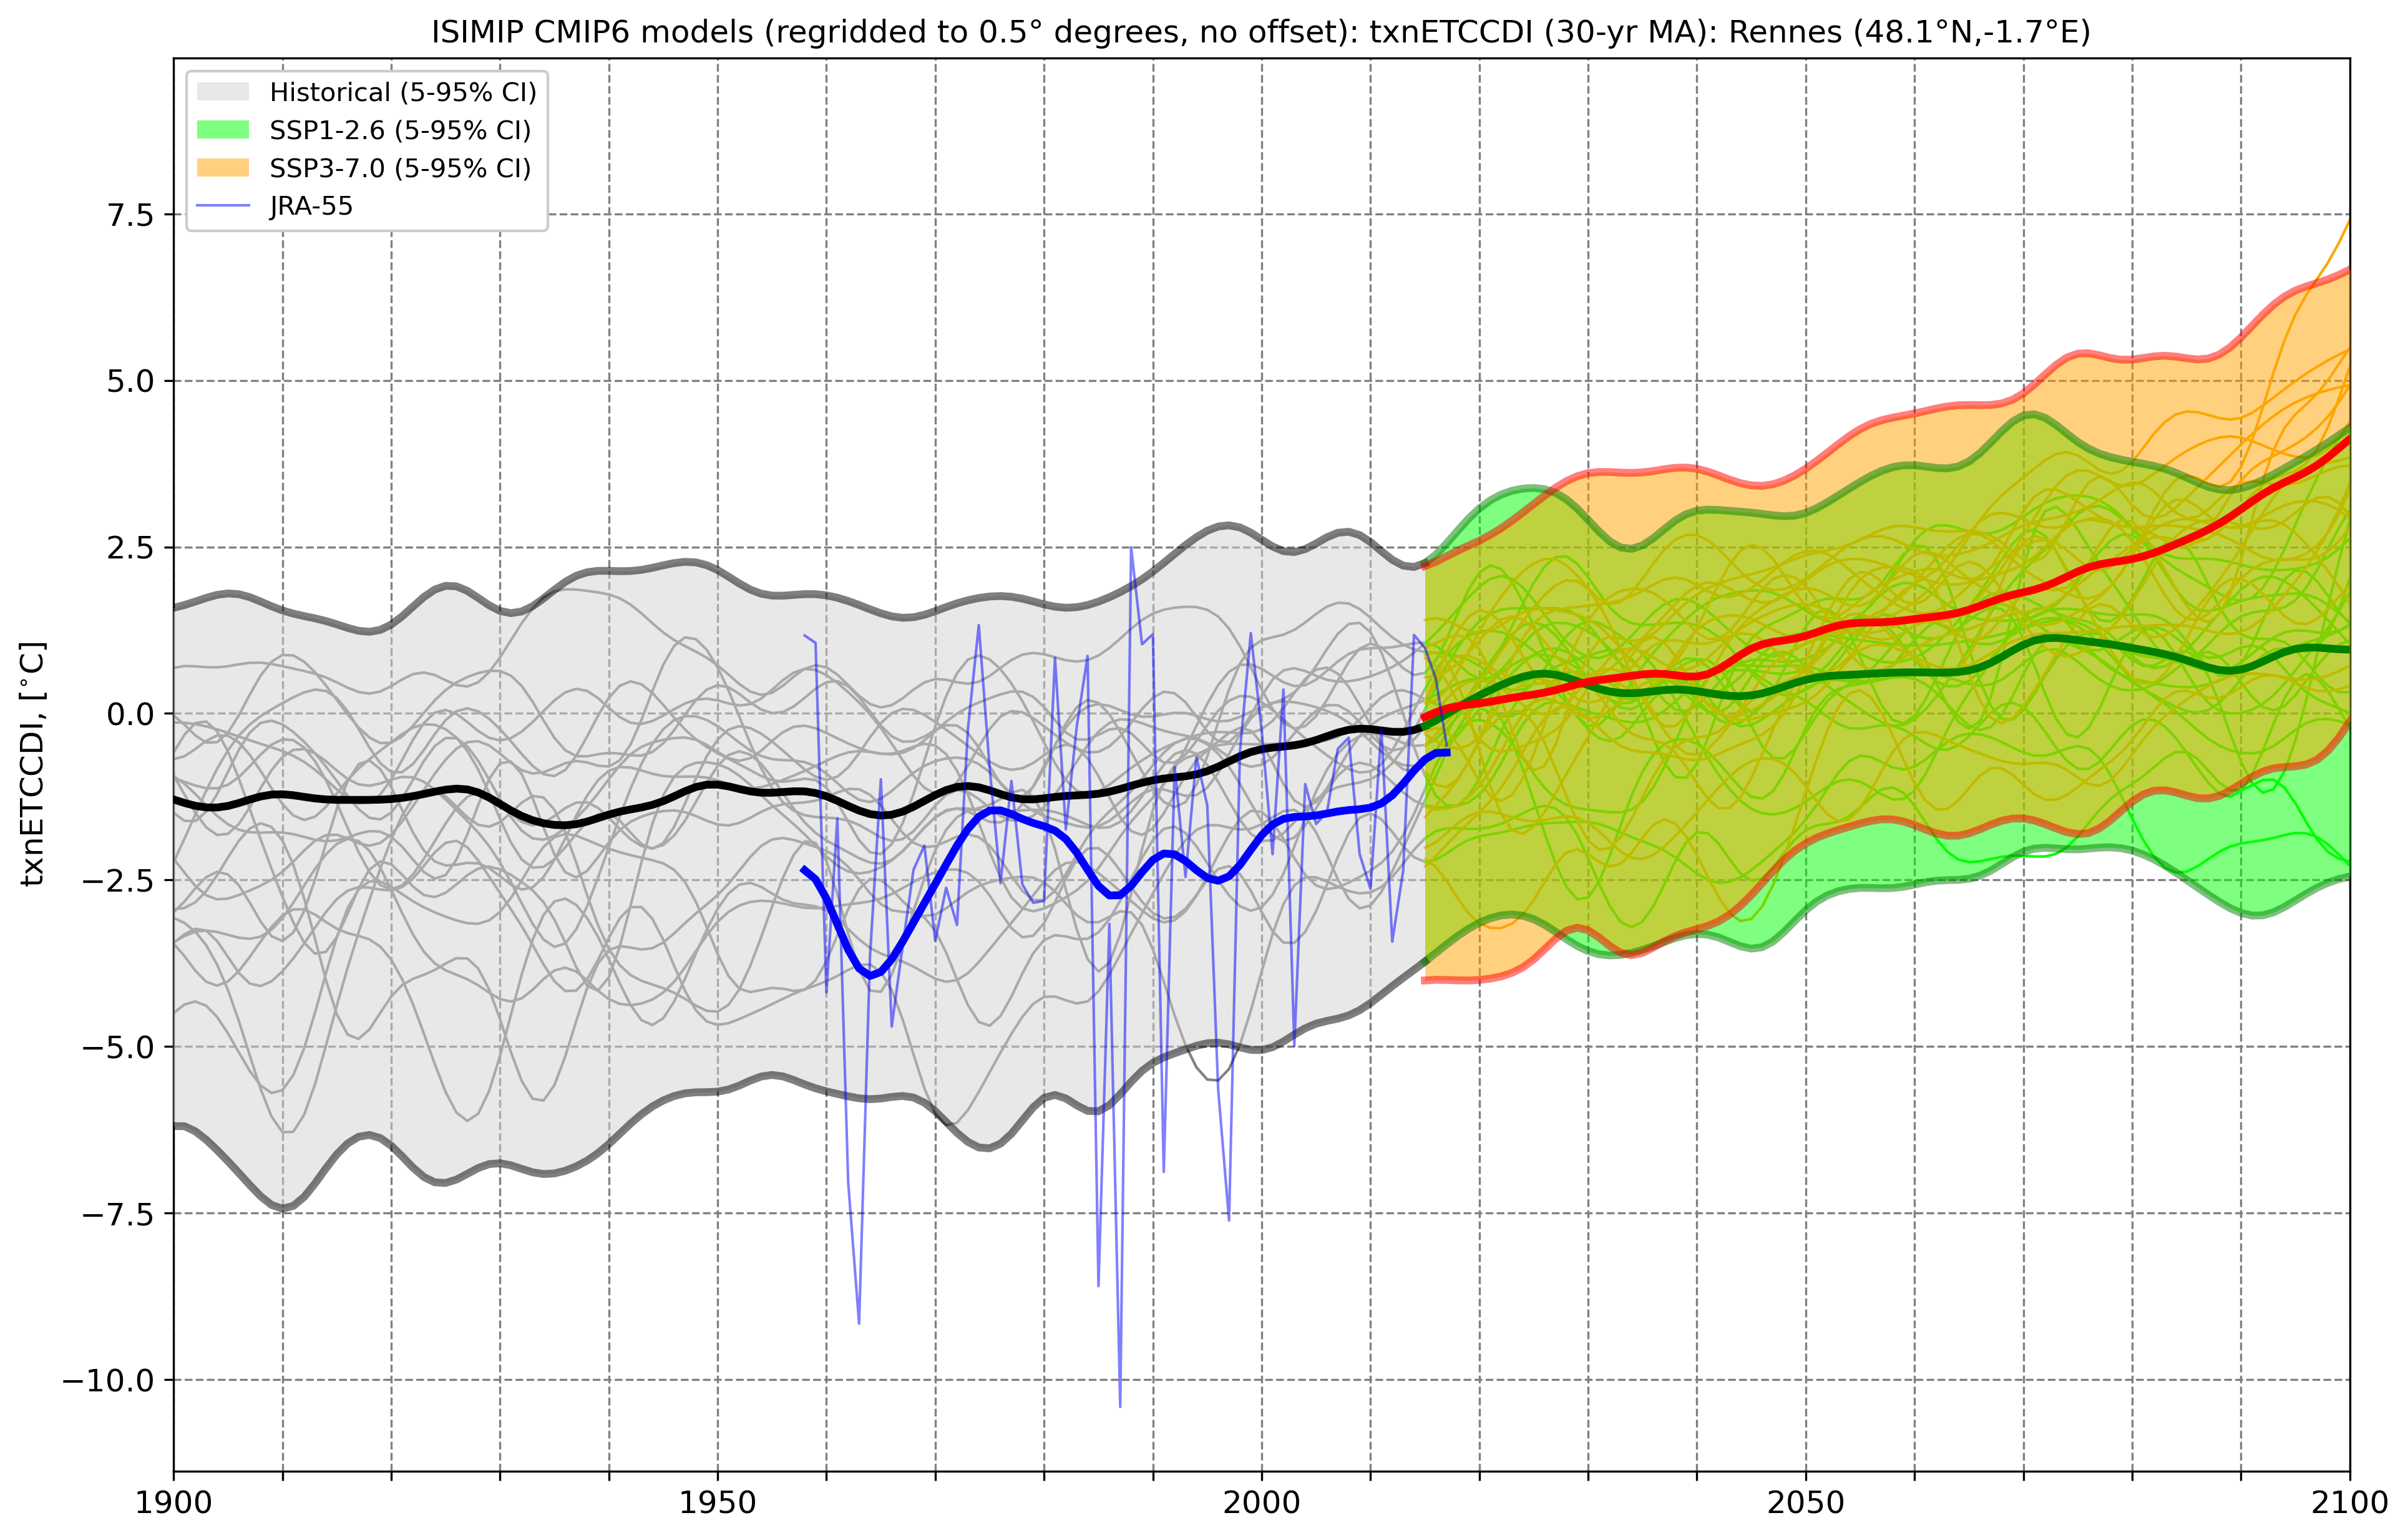 ISIMIP CMIP6 models (regridded to 0.5° degrees, no offset): txnETCCDI (30-yr MA): Rennes (48.1°N,-1.7°E)
Historical (5-95% CI)
SSP1-2.6 (5-95% CI)
SSP3-7.0 (5-95% CI)
JRA-55
txnETCCDI, [°C]
7.5
5.0
2.5
0.0
−2.5
−5.0
−7.5
−10.0
1900 1950 2000 2050 2100